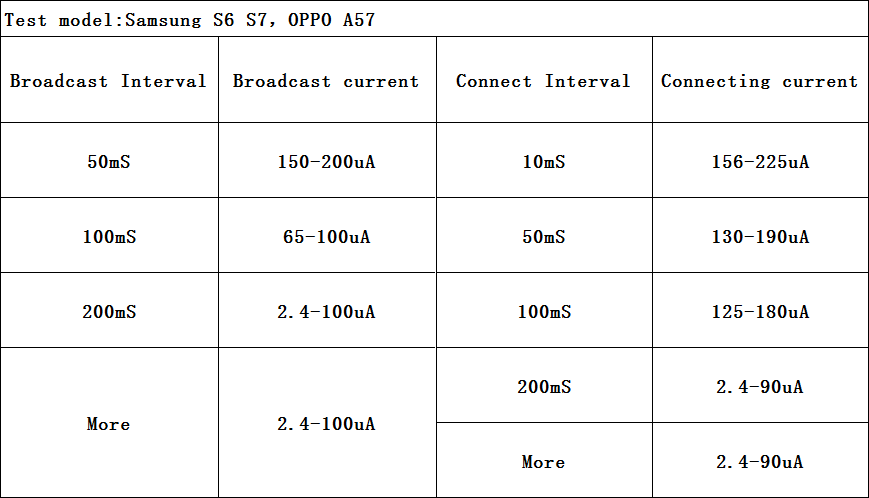 Test model:Samsung S6 S7, OPPO A57
Broadcast Interval Broadcast current Connect Interval Connecting current
50mS 150-200uA 10mS 156-225uA
100mS 65-100uA 50mS 130-190uA
200mS 2.4-100uA 100mS 125-180uA
More 2.4-100uA 200mS 2.4-90uA
More 2.4-90uA